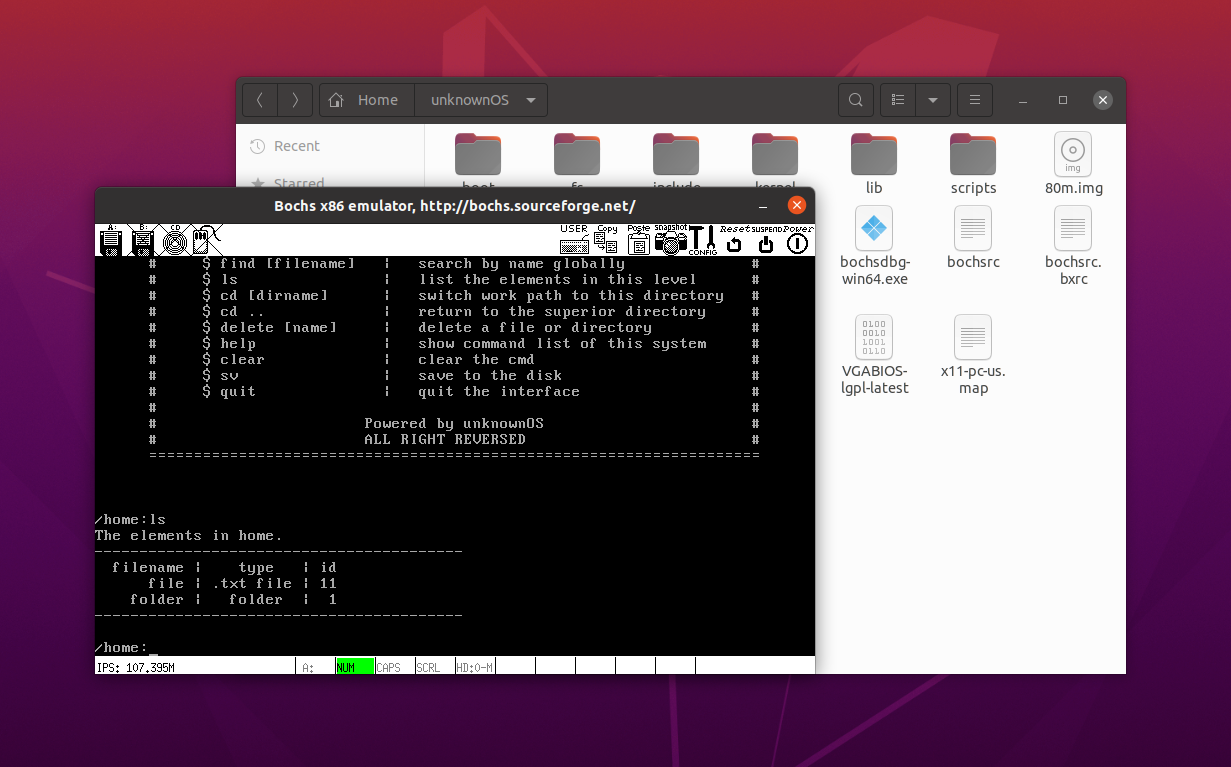 Home
unknownOS
Recent
Starred
boot
fs
include
kernel
lib
scripts
80m.img
img
bochsdbg-
win64.exe
bochsrc
bochsrc.
bxrc
0100
0010
1001
0110
VGABIOS-
lgpl-latest
x11-pc-us.
map
Bochs x86 emulator, http://bochs.sourceforge.net/
A: B: CD USER Copy Paste snapshot Reset SUSPEND Power
CONFIG
# $ find [filename] ¦ search by name globally #
# $ ls ¦ list the elements in this level #
# $ cd [dirname] ¦ switch work path to this directory #
# $ cd .. ¦ return to the superior directory #
# $ delete [name] ¦ delete a file or directory #
# $ help ¦ show command list of this system #
# $ clear ¦ clear the cmd #
# $ sv ¦ save to the disk #
# $ quit ¦ quit the interface #
# #
# Powered by unknownOS #
# ALL RIGHT REVERSED #
====================================================================
/home:ls
The elements in home.
-----------------------------------------
filename ¦ type ¦ id
file ¦ .txt file ¦ 11
folder ¦ folder ¦ 1
-----------------------------------------
/home:_
IPS: 107.395M A: NUM CAPS SCRL HD:0-M